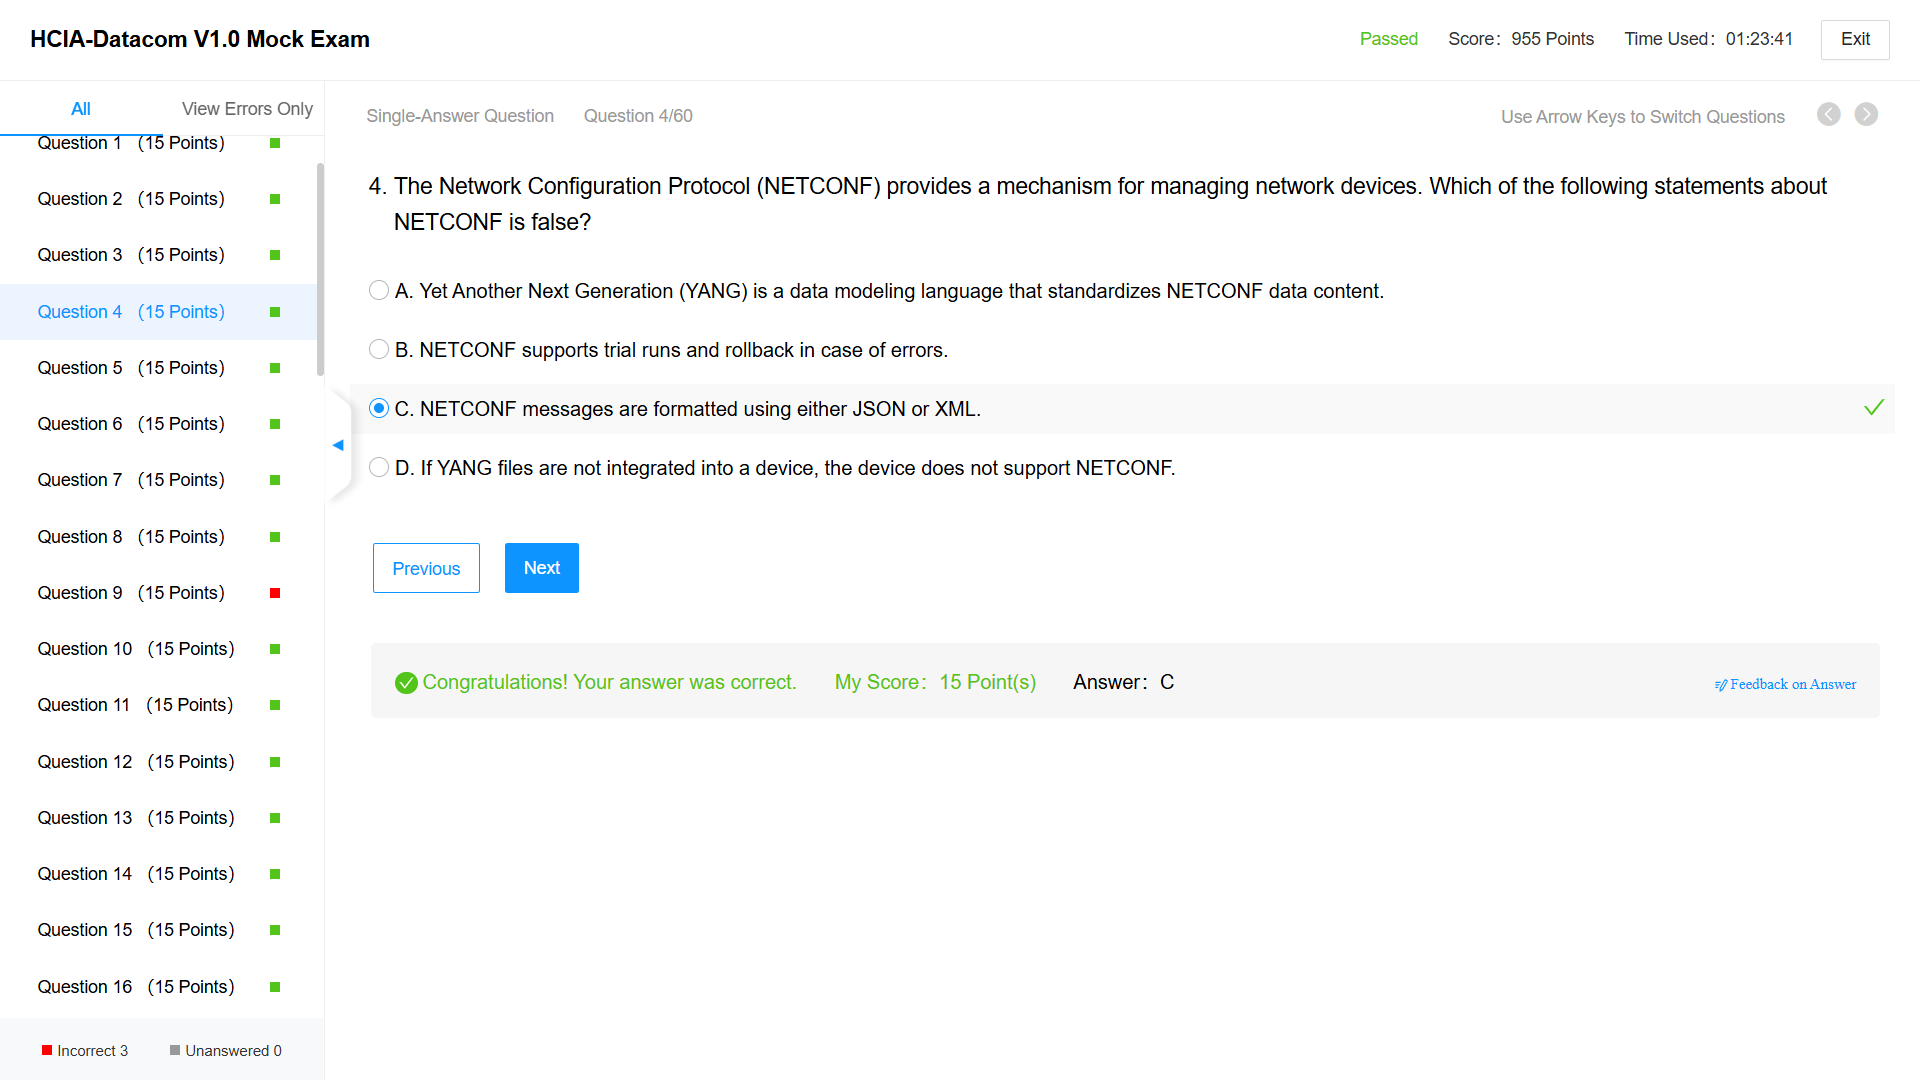 HCIA-Datacom V1.0 Mock Exam
Passed
Score: 955 Points
Time Used: 01:23:41
Exit
All
View Errors Only
Question 1 (15 Points)
Question 2 (15 Points)
Question 3 (15 Points)
Question 4 (15 Points)
Question 5 (15 Points)
Question 6 (15 Points)
Question 7 (15 Points)
Question 8 (15 Points)
Question 9 (15 Points)
Question 10 (15 Points)
Question 11 (15 Points)
Question 12 (15 Points)
Question 13 (15 Points)
Question 14 (15 Points)
Question 15 (15 Points)
Question 16 (15 Points)
Incorrect 3
Unanswered 0
Single-Answer Question
Question 4/60
Use Arrow Keys to Switch Questions
4. The Network Configuration Protocol (NETCONF) provides a mechanism for managing network devices. Which of the following statements about
NETCONF is false?
A. Yet Another Next Generation (YANG) is a data modeling language that standardizes NETCONF data content.
B. NETCONF supports trial runs and rollback in case of errors.
C. NETCONF messages are formatted using either JSON or XML.
D. If YANG files are not integrated into a device, the device does not support NETCONF.
Previous
Next
Congratulations! Your answer was correct.
My Score: 15 Point(s)
Answer: C
Feedback on Answer